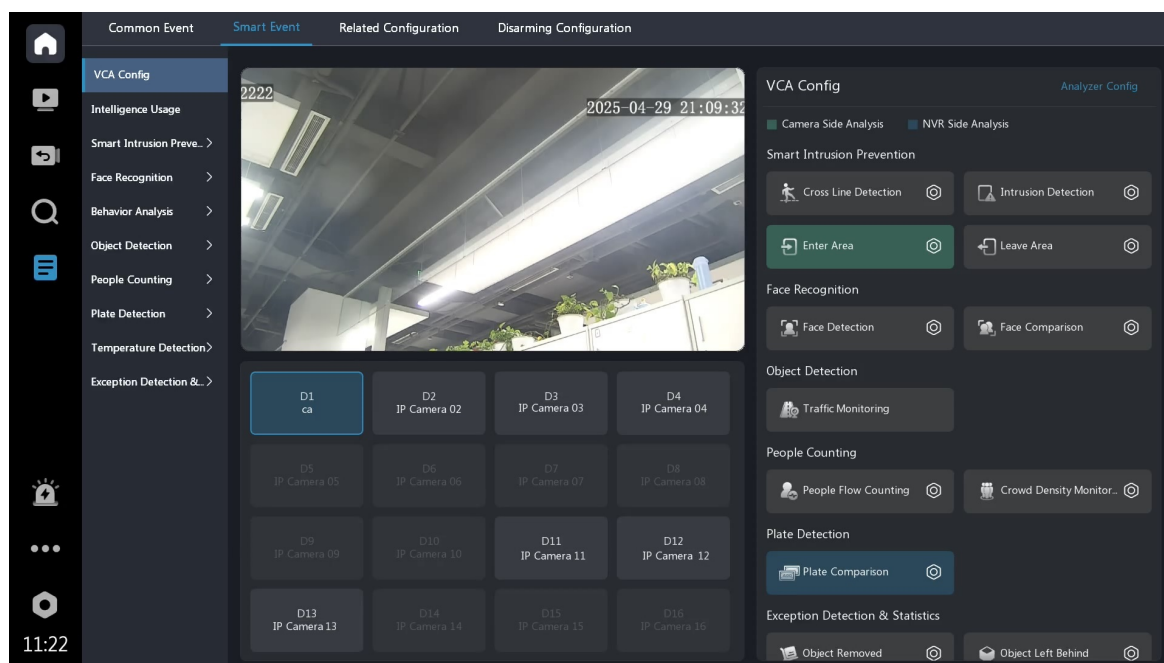 Common Event
Smart Event
Related Configuration
Disarming Configuration
VCA Config
Intelligence Usage
Smart Intrusion Preve...
Face Recognition
Behavior Analysis
Object Detection
People Counting
Plate Detection
Temperature Detection
Exception Detection &...
11:22
2222
2025-04-29 21:09:32
D1
ca
D2
IP Camera 02
D3
IP Camera 03
D4
IP Camera 04
D5
IP Camera 05
D6
IP Camera 06
D7
IP Camera 07
D8
IP Camera 08
D9
IP Camera 09
D10
IP Camera 10
D11
IP Camera 11
D12
IP Camera 12
D13
IP Camera 13
D14
IP Camera 14
D15
IP Camera 15
D16
IP Camera 16
VCA Config
Analyzer Config
Camera Side Analysis
NVR Side Analysis
Smart Intrusion Prevention
Cross Line Detection
Intrusion Detection
Enter Area
Leave Area
Face Recognition
Face Detection
Face Comparison
Object Detection
Traffic Monitoring
People Counting
People Flow Counting
Crowd Density Monitor...
Plate Detection
Plate Comparison
Exception Detection & Statistics
Object Removed
Object Left Behind